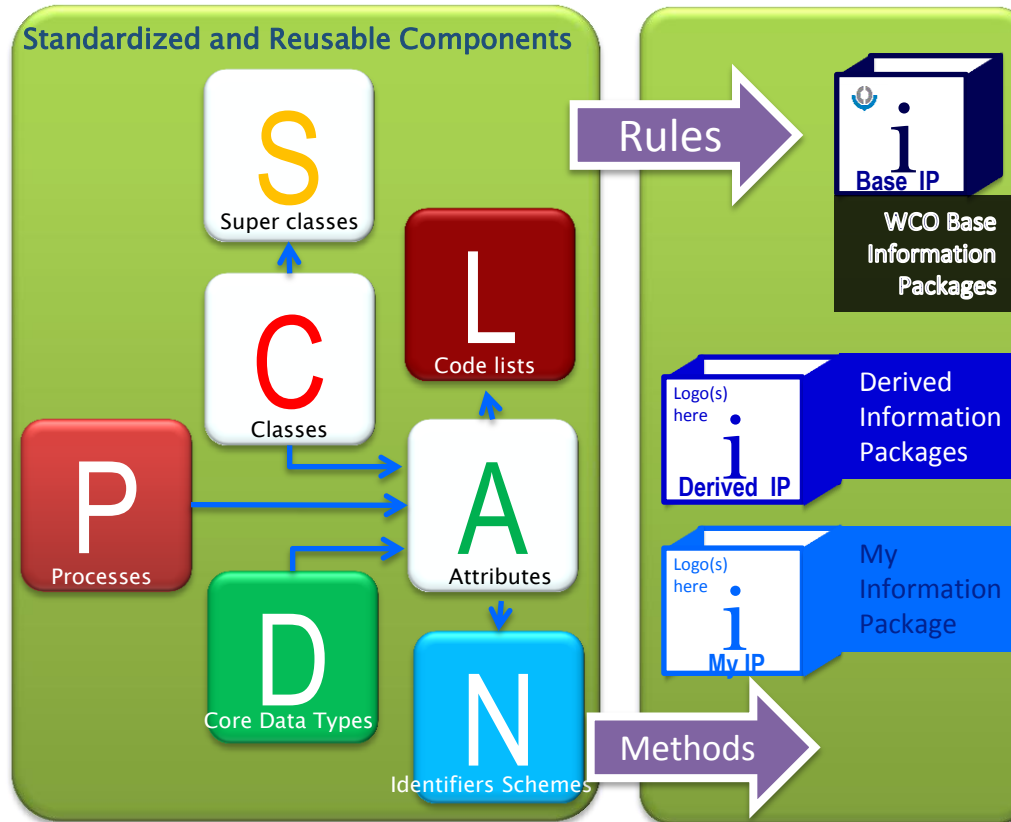 Standardized and Reusable Components
S
Super classes
C
Classes
L
Code lists
P
Processes
A
Attributes
D
Core Data Types
N
Identifiers Schemes
Rules
i
Base IP
WCO Base
Information
Packages
Logo(s)
here
i
Derived IP
Derived
Information
Packages
Logo(s)
here
i
My IP
My
Information
Package
Methods